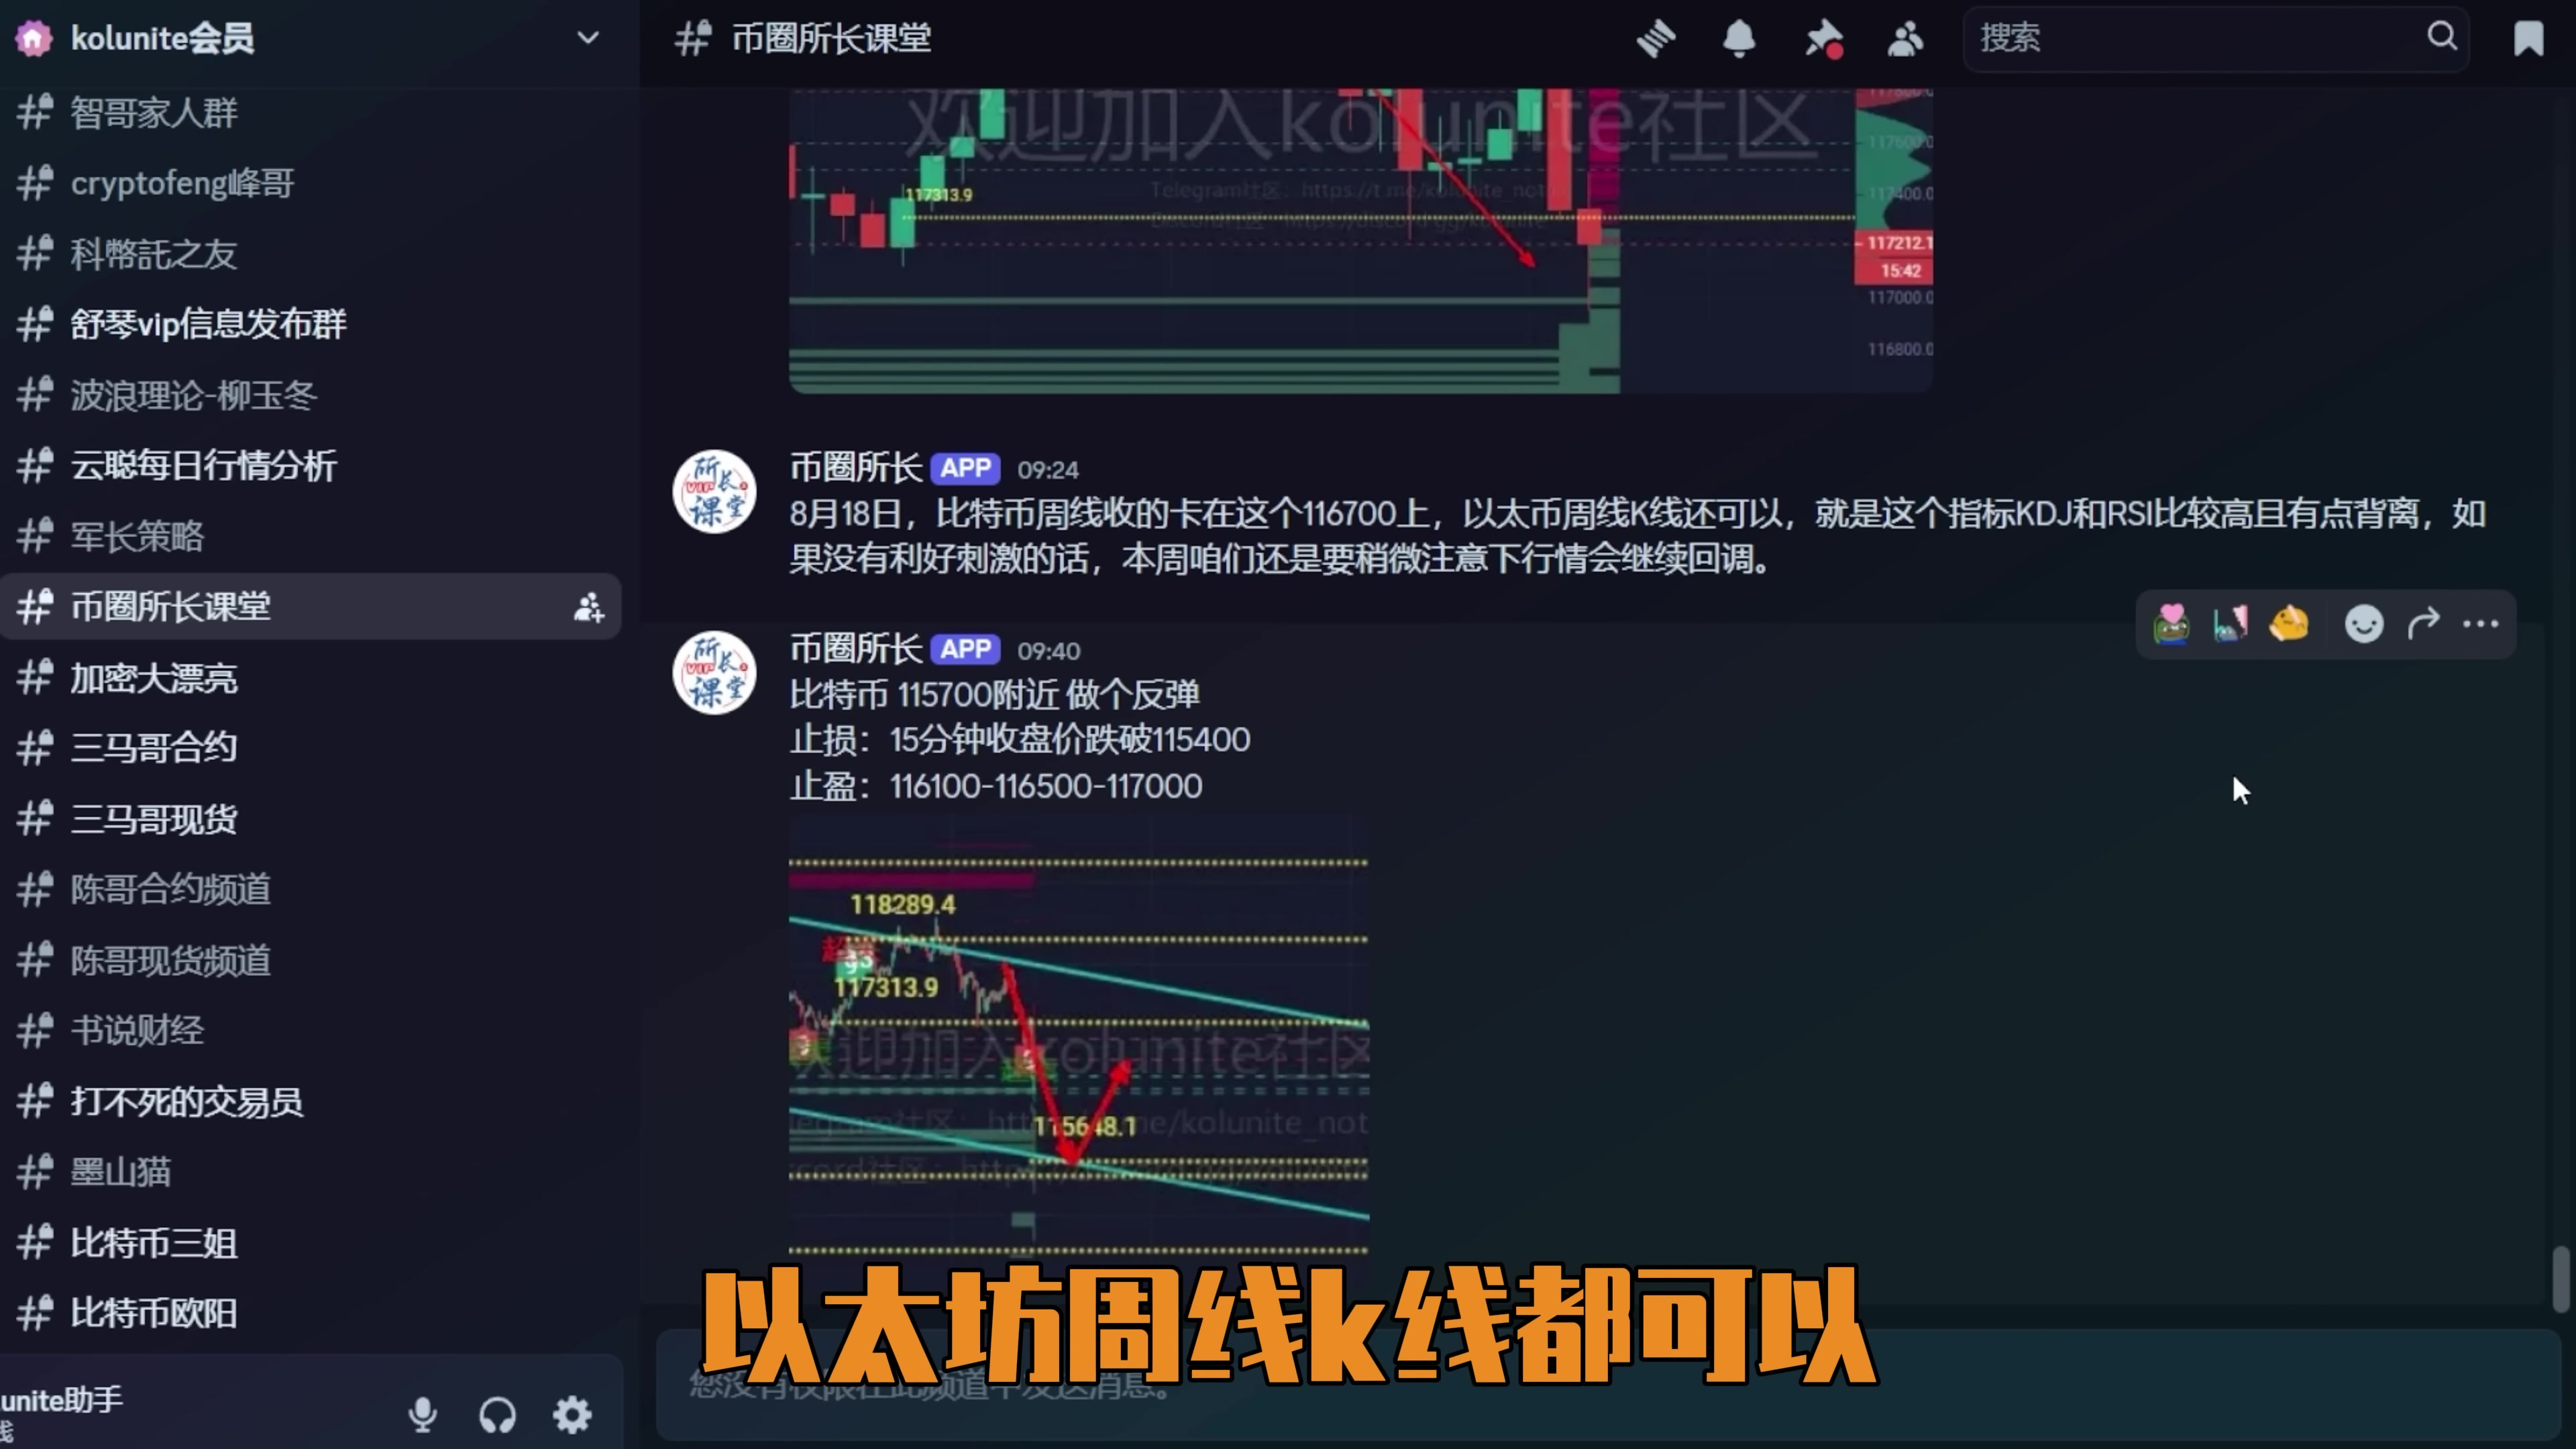 kolunite会员
智哥家人群
cryptofeng峰哥
科幣託之友
舒琴vip信息发布群
波浪理论-柳玉冬
云聪每日行情分析
军长策略
币圈所长课堂
加密大漂亮
三马哥合约
三马哥现货
陈哥合约频道
陈哥现货频道
书说财经
打不死的交易员
墨山猫
比特币三姐
比特币欧阳
unite助手
币圈所长课堂
搜索
欢迎加入kolunite社区
117600.0
117313.9
Telegram社区: https://t.me/kolunite_not
117400.0
Discord社区: https://discord.gg/kolunite
117212.1
15:42
117000.0
116800.0
所长
VIP
课堂
币圈所长 APP 09:24
8月18日，比特币周线收的卡在这个116700上，以太币周线K线还可以，就是这个指标KDJ和RSI比较高且有点背离，如
果没有利好刺激的话，本周咱们还是要稍微注意下行情会继续回调。
所长
VIP
课堂
币圈所长 APP 09:40
比特币 115700附近 做个反弹
止损：15分钟收盘价跌破115400
止盈：116100-116500-117000
118289.4
117313.9
迎加入kolunite社区
115648.1
me/kolunite_not
以太坊周线k线都可以
您没有权限在此频道中发送消息。